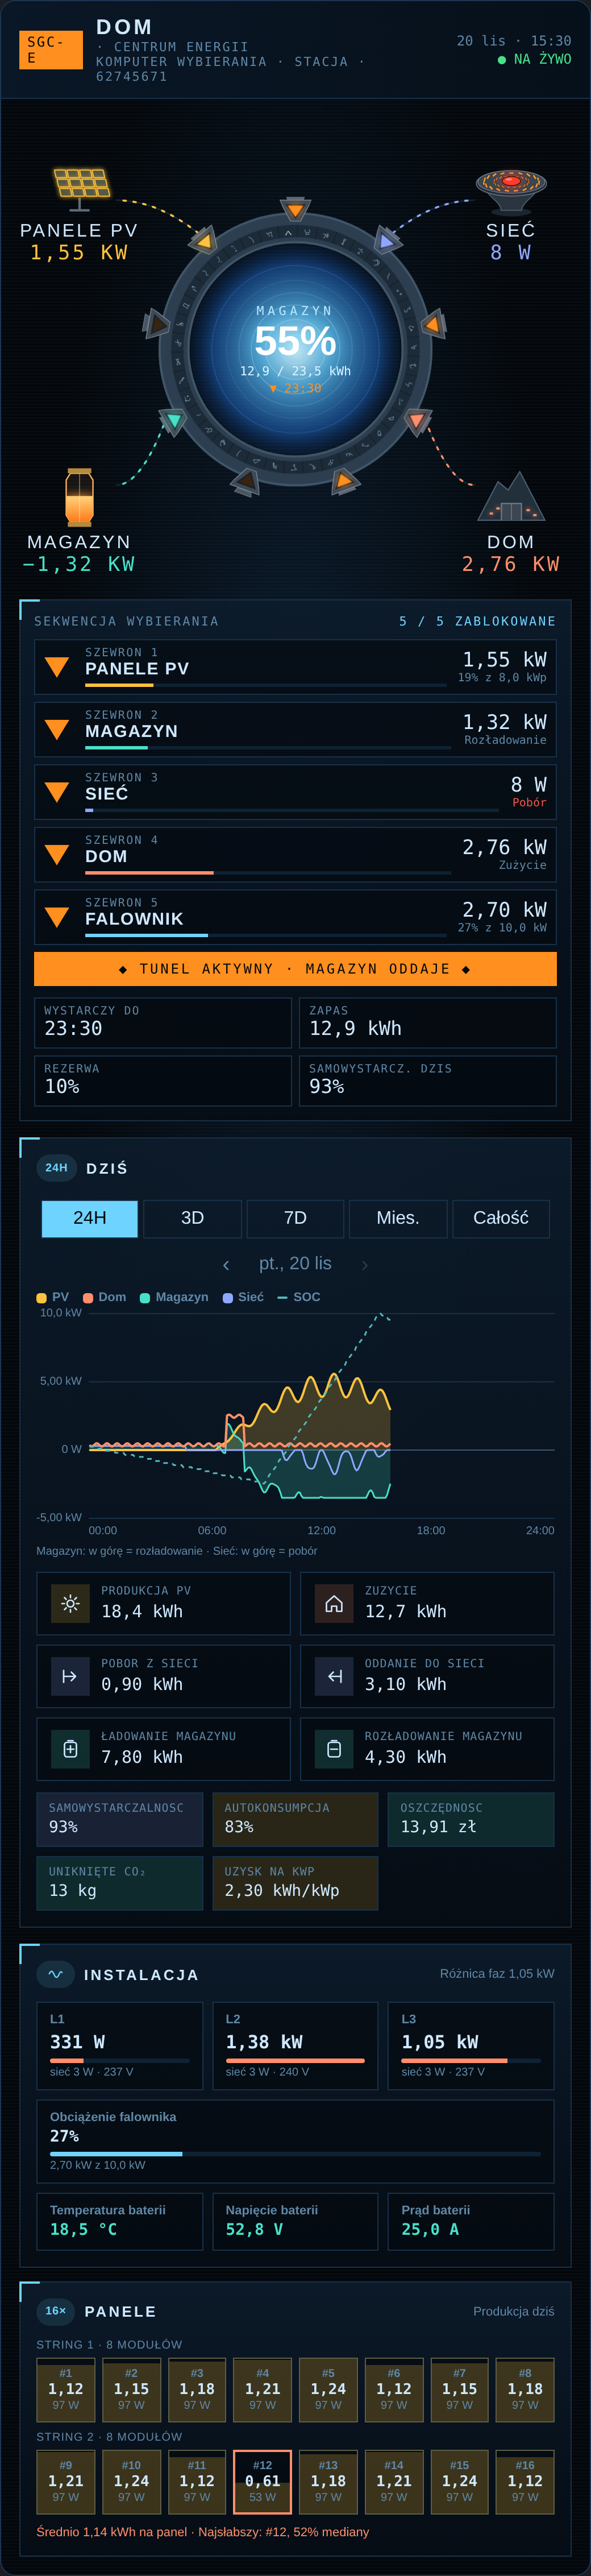 SGC-
E
DOM
· CENTRUM ENERGII
KOMPUTER WYBIERANIA · STACJA ·
62745671
20 lis · 15:30
● NA ŻYWO
PANELE PV
1,55 KW
SIEĆ
8 W
MAGAZYN
55%
12,9 / 23,5 kWh
▼ 23:30
MAGAZYN
−1,32 KW
DOM
2,76 KW
SEKWENCJA WYBIERANIA
5 / 5 ZABLOKOWANE
SZEWRON 1
PANELE PV
1,55 kW
19% z 8,0 kWp
SZEWRON 2
MAGAZYN
1,32 kW
Rozładowanie
SZEWRON 3
SIEĆ
8 W
Pobór
SZEWRON 4
DOM
2,76 kW
Zużycie
SZEWRON 5
FALOWNIK
2,70 kW
27% z 10,0 kW
◆ TUNEL AKTYWNY · MAGAZYN ODDAJE ◆
WYSTARCZY DO
23:30
ZAPAS
12,9 kWh
REZERWA
10%
SAMOWYSTARCZ. DZIS
93%
24H DZIŚ
24H 3D 7D Mies. Całość
‹ pt., 20 lis ›
PV Dom Magazyn Sieć SOC
10,0 kW
5,00 kW
0 W
-5,00 kW
00:00 06:00 12:00 18:00 24:00
Magazyn: w górę = rozładowanie · Sieć: w górę = pobór
PRODUKCJA PV
18,4 kWh
ZUZYCIE
12,7 kWh
POBOR Z SIECI
0,90 kWh
ODDANIE DO SIECI
3,10 kWh
ŁADOWANIE MAGAZYNU
7,80 kWh
ROZŁADOWANIE MAGAZYNU
4,30 kWh
SAMOWYSTARCZALNOSC
93%
AUTOKONSUMPCJA
83%
OSZCZĘDNOSC
13,91 zł
UNIKNIĘTE CO₂
13 kg
UZYSK NA KWP
2,30 kWh/kWp
INSTALACJA
Różnica faz 1,05 kW
L1
331 W
sieć 3 W · 237 V
L2
1,38 kW
sieć 3 W · 240 V
L3
1,05 kW
sieć 3 W · 237 V
Obciążenie falownika
27%
2,70 kW z 10,0 kW
Temperatura baterii
18,5 °C
Napięcie baterii
52,8 V
Prąd baterii
25,0 A
16× PANELE
Produkcja dziś
STRING 1 · 8 MODUŁÓW
#1 #2 #3 #4 #5 #6 #7 #8
1,12 1,15 1,18 1,21 1,24 1,12 1,15 1,18
97 W 97 W 97 W 97 W 97 W 97 W 97 W 97 W
STRING 2 · 8 MODUŁÓW
#9 #10 #11 #12 #13 #14 #15 #16
1,21 1,24 1,12 0,61 1,18 1,21 1,24 1,12
97 W 97 W 97 W 53 W 97 W 97 W 97 W 97 W
Średnio 1,14 kWh na panel · Najsłabszy: #12, 52% mediany